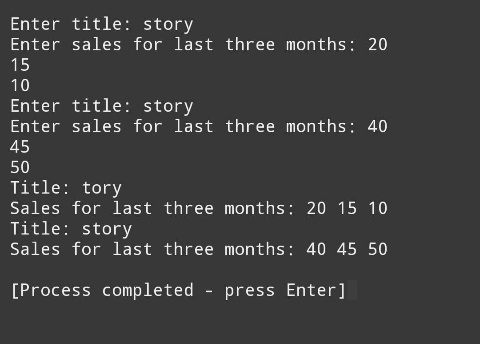 Enter title: story
Enter sales for last three months: 20
15
10
Enter title: story
Enter sales for last three months: 40
45
50
Title: tory
Sales for last three months: 20 15 10
Title: story
Sales for last three months: 40 45 50
[Process completed - press Enter]